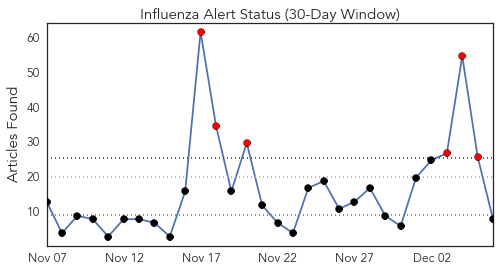 Influenza Alert Status (30-Day Window)
Articles Found
60
50
40
30
20
10
Nov 07
Nov 12
Nov 17
Nov 22
Nov 27
Dec 02